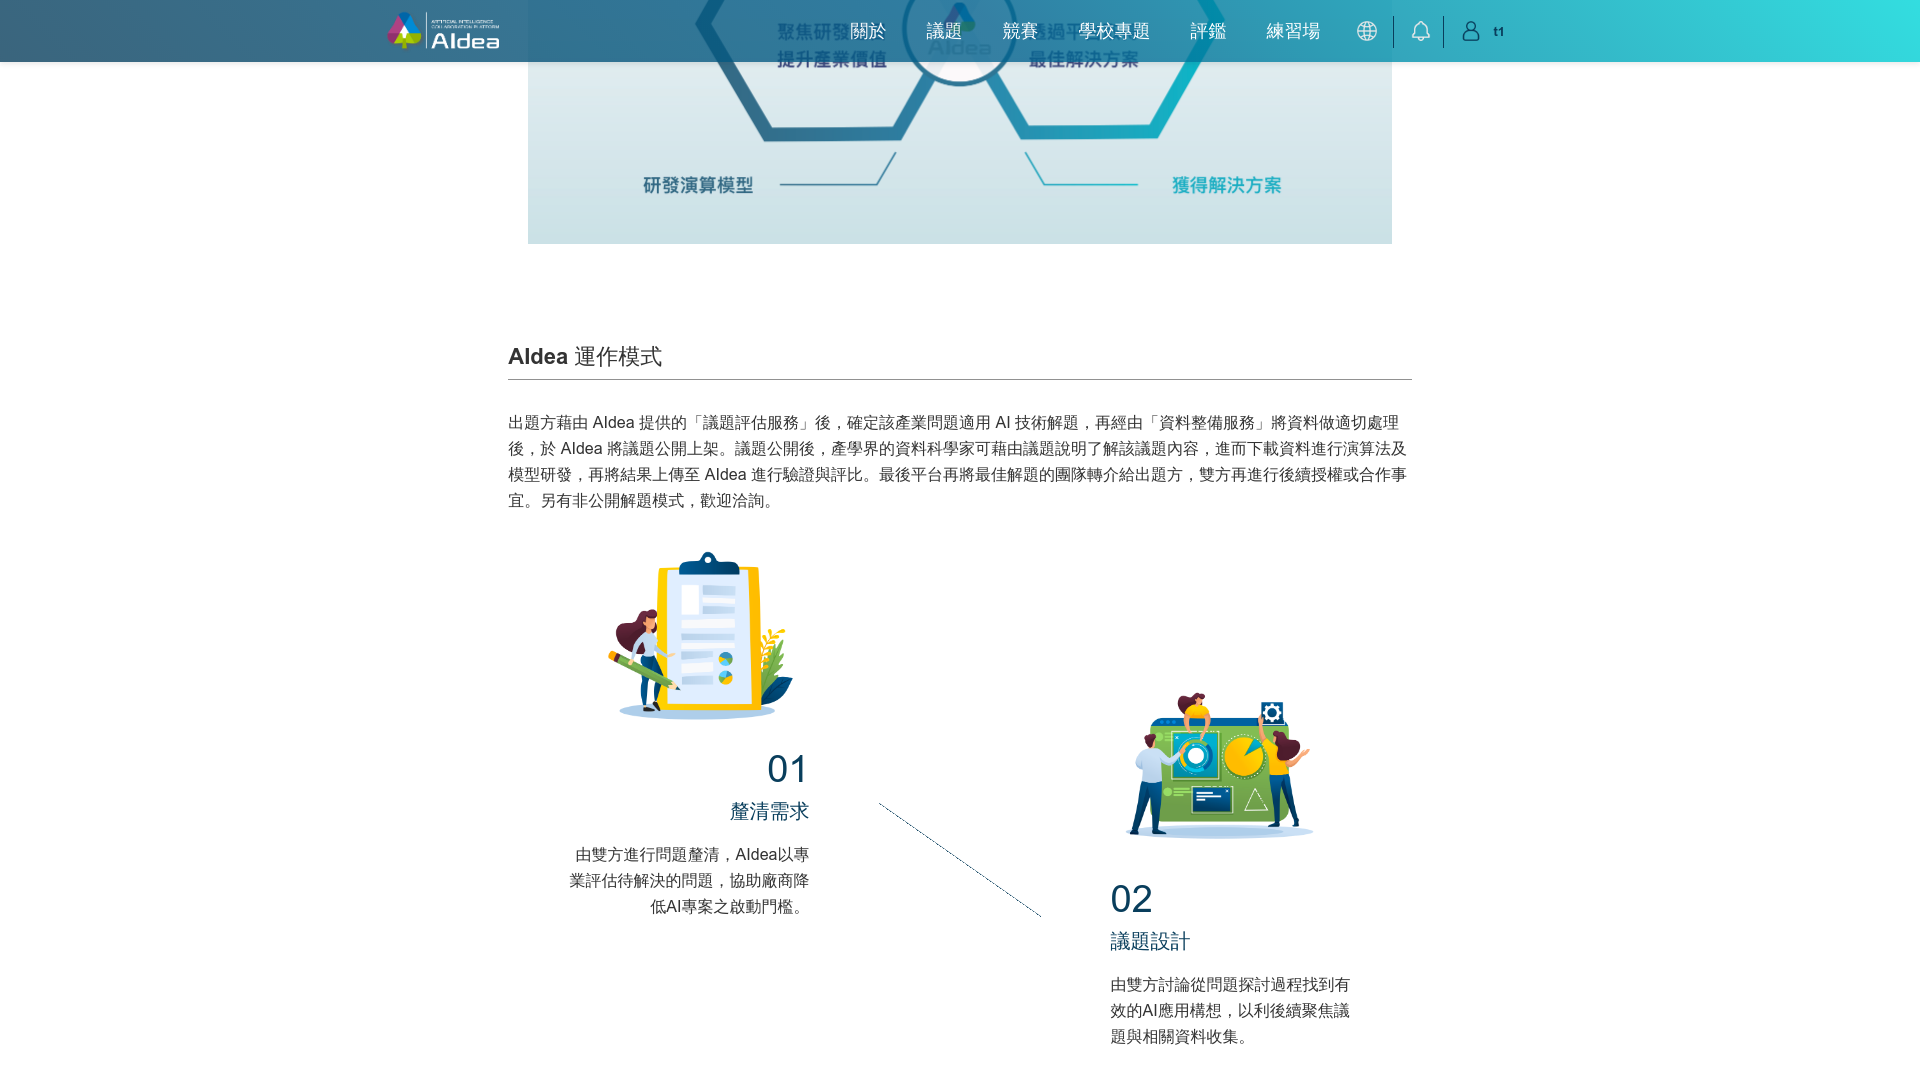 ARTIFICIAL INTELLIGENCE
COLLABORATION PLATFORM
AIdea
關於
議題
競賽
學校專題
評鑑
練習場
t1
聚焦研發
透過平
提升產業價值
最佳解決方案
研發演算模型
獲得解決方案
AIdea 運作模式
出題方藉由 AIdea 提供的「議題評估服務」後，確定該產業問題適用 AI 技術解題，再經由「資料整備服務」將資料做適切處理
後，於 AIdea 將議題公開上架。議題公開後，產學界的資料科學家可藉由議題說明了解該議題內容，進而下載資料進行演算法及
模型研發，再將結果上傳至 AIdea 進行驗證與評比。最後平台再將最佳解題的團隊轉介給出題方，雙方再進行後續授權或合作事
宜。另有非公開解題模式，歡迎洽詢。
01
釐清需求
由雙方進行問題釐清，AIdea以專
業評估待解決的問題，協助廠商降
低AI專案之啟動門檻。
02
議題設計
由雙方討論從問題探討過程找到有
效的AI應用構想，以利後續聚焦議
題與相關資料收集。